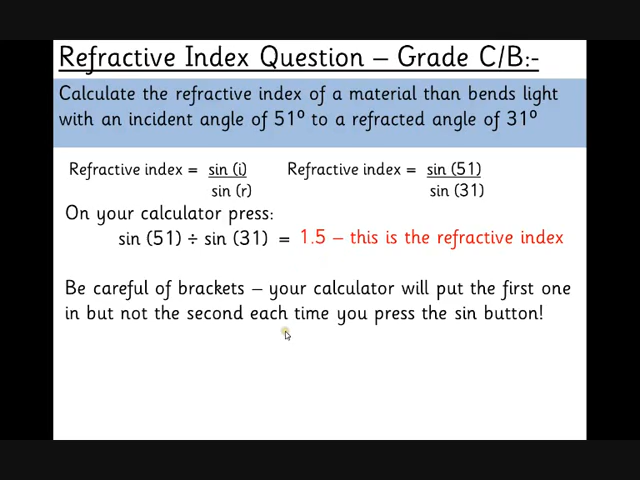 Refractive Index Question – Grade C/B:-
Calculate the refractive index of a material than bends light
with an incident angle of 51º to a refracted angle of 31º
Refractive index = sin (i)
sin (r)
Refractive index = sin (51)
sin (31)
On your calculator press:
sin (51) ÷ sin (31) = 1.5 – this is the refractive index
Be careful of brackets – your calculator will put the first one
in but not the second each time you press the sin button!